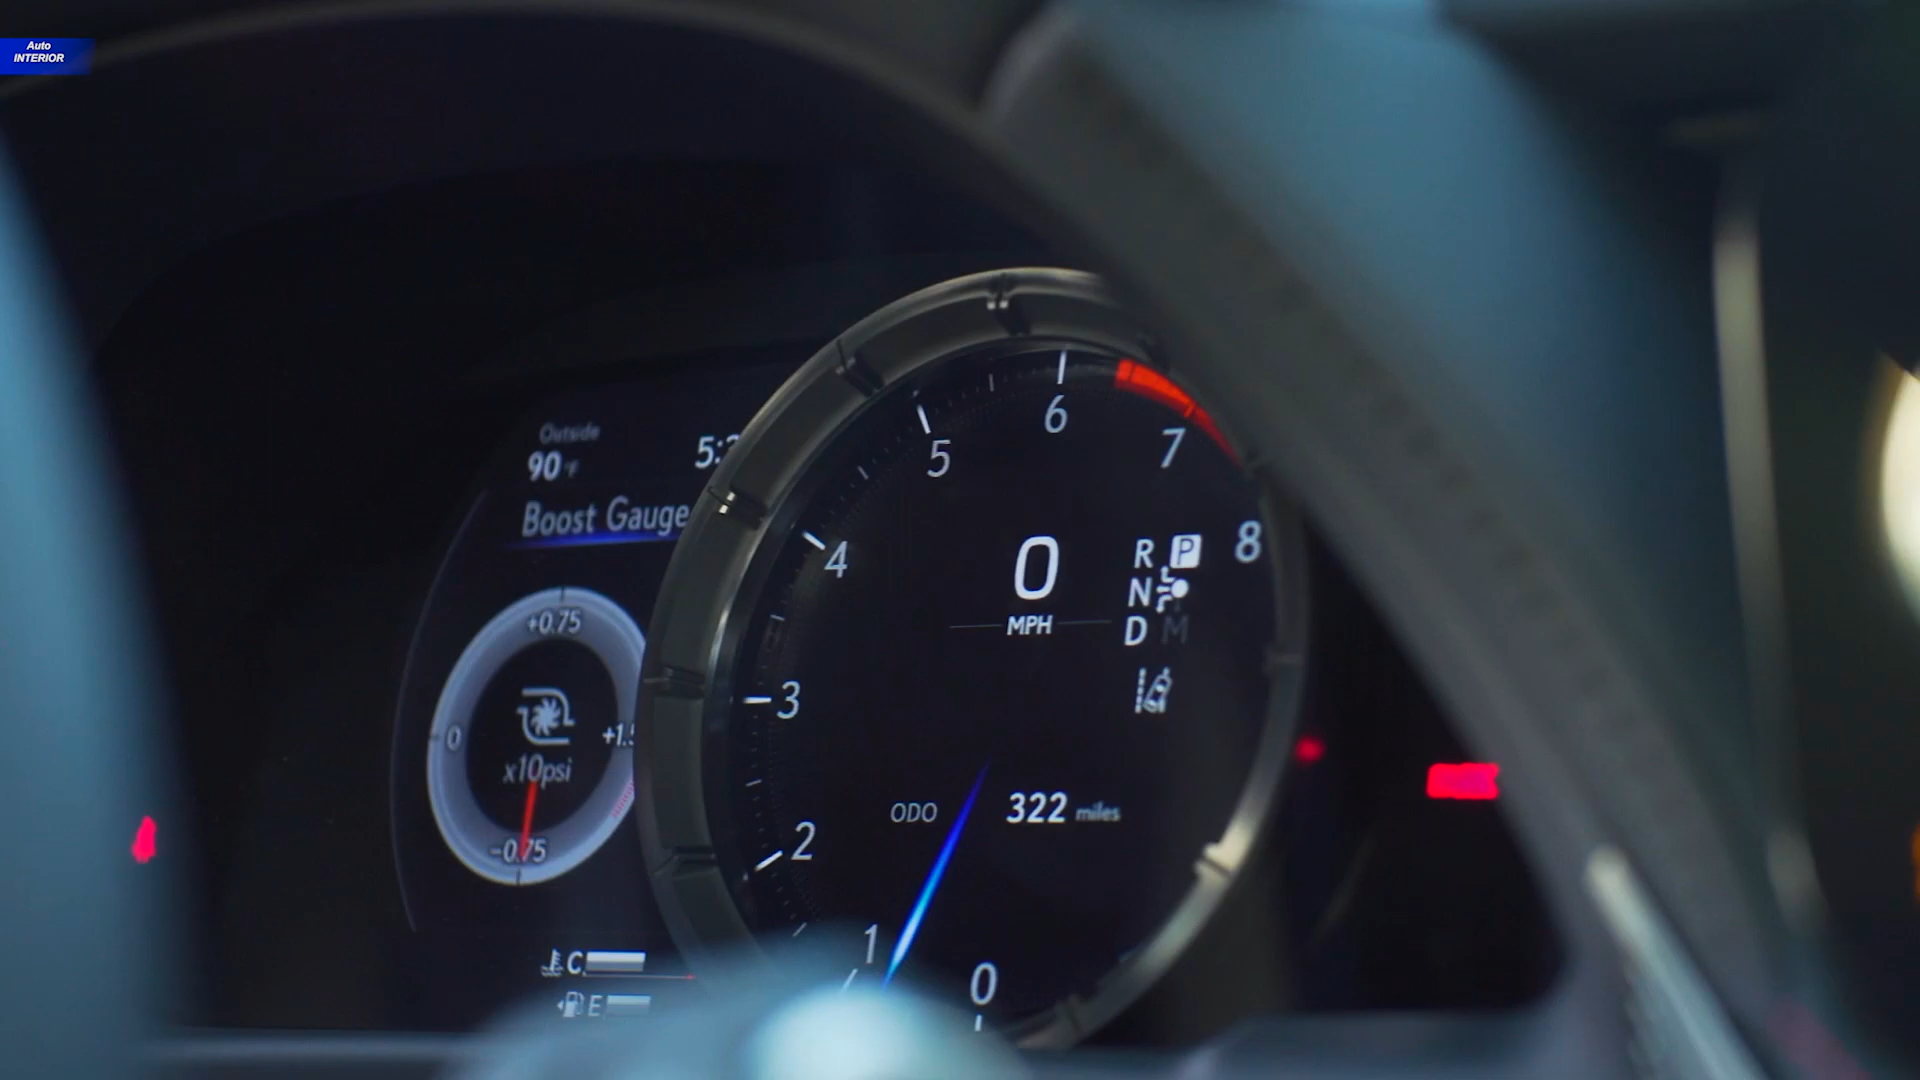 Auto
INTERIOR
Outside
90 °F
Boost Gauge
+0.75
0
x10psi
-0.75
C
E
0
1
2
3
4
5
6
7
8
0
MPH
R P
N
D M
ODO 322 miles